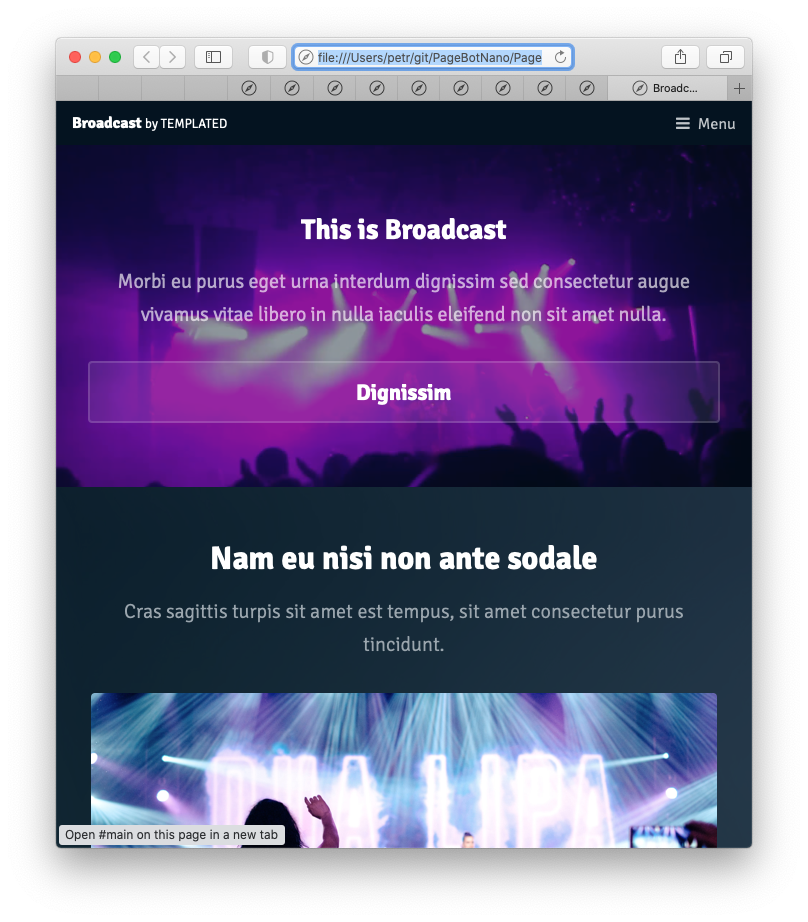 file:///Users/petr/git/PageBotNano/Page
Broadc...
Broadcast by TEMPLATED
Menu
This is Broadcast
Morbi eu purus eget urna interdum dignissim sed consectetur augue
vivamus vitae libero in nulla iaculis eleifend non sit amet nulla.
Dignissim
Nam eu nisi non ante sodale
Cras sagittis turpis sit amet est tempus, sit amet consectetur purus
tincidunt.
DUA LIPA
Open #main on this page in a new tab